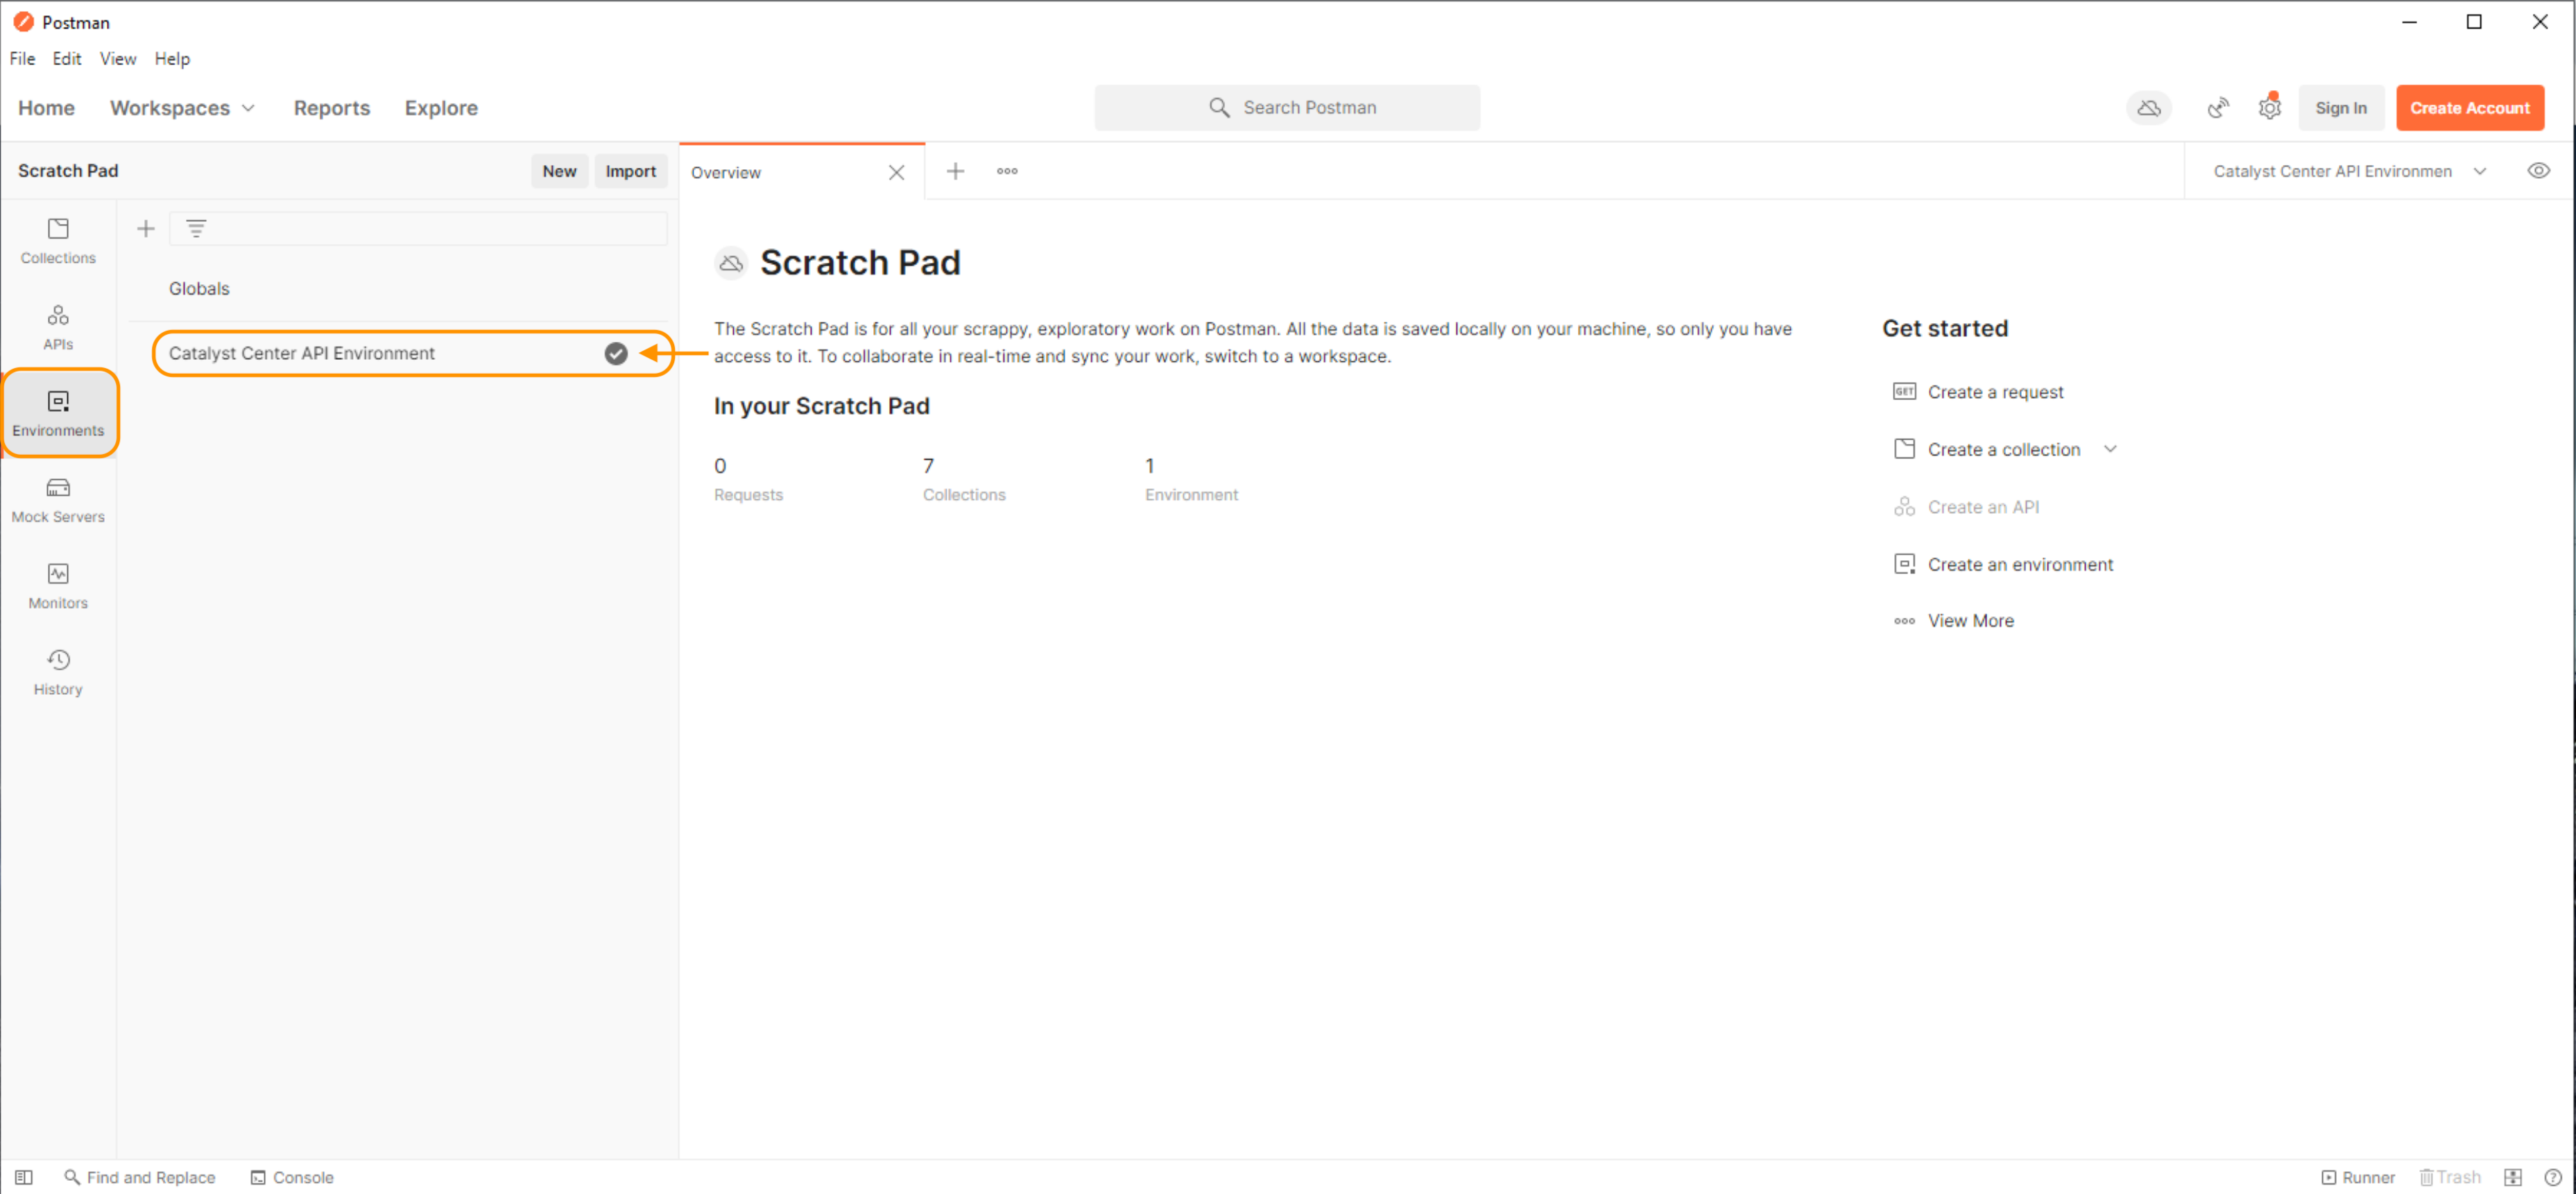 Postman
File Edit View Help
Home Workspaces Reports Explore
Search Postman
Sign In
Create Account
Scratch Pad
New
Import
Overview
Catalyst Center API Environmen
Collections
APIs
Environments
Mock Servers
Monitors
History
Globals
Catalyst Center API Environment
Scratch Pad
The Scratch Pad is for all your scrappy, exploratory work on Postman. All the data is saved locally on your machine, so only you have
access to it. To collaborate in real-time and sync your work, switch to a workspace.
In your Scratch Pad
0 7 1
Requests Collections Environment
Get started
GET Create a request
Create a collection
Create an API
Create an environment
View More
Find and Replace
Console
Runner
Trash